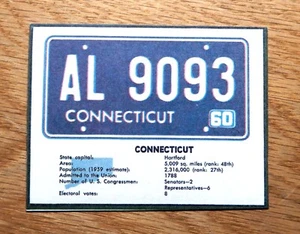 AL 9093
CONNECTICUT 60
CONNECTICUT
State capital: Hartford
Area: 5,009 sq. miles (rank: 48th)
Population (1959 estimate): 2,316,000 (rank: 27th)
Admitted to the Union: 1788
Number of U. S. Congressmen: Senators—2
Representatives—6
Electoral votes: 8